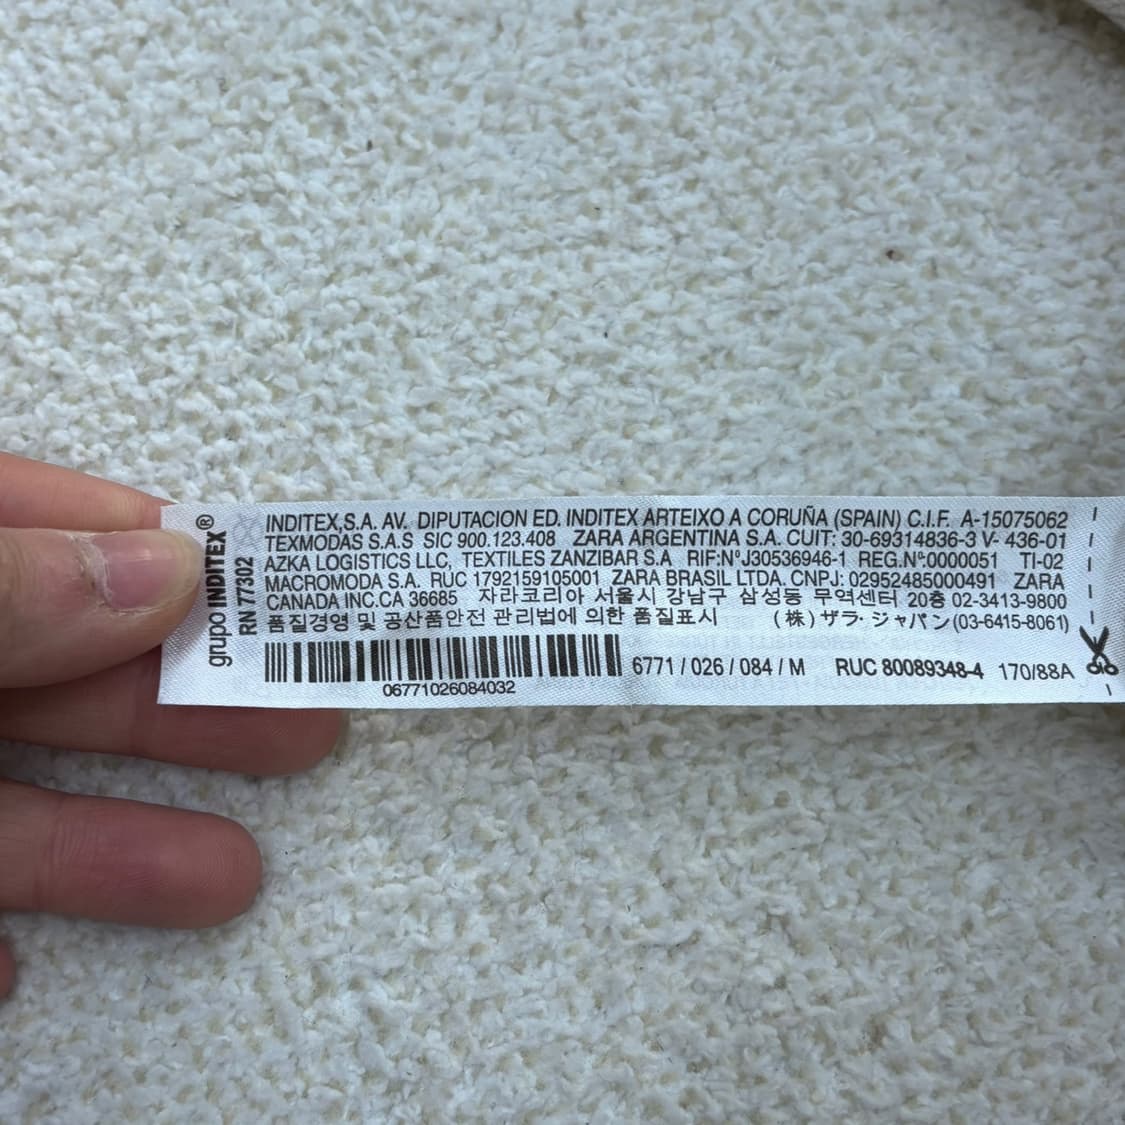 grupo INDITEX®
RN 77302
INDITEX,S.A. AV. DIPUTACION ED. INDITEX ARTEIXO A CORUÑA (SPAIN) C.I.F. A-15075062
TEXMODAS S.A.S SIC 900.123.408 ZARA ARGENTINA S.A. CUIT: 30-69314836-3 V- 436-01
AZKA LOGISTICS LLC, TEXTILES ZANZIBAR S.A RIF:NºJ30536946-1 REG.Nº:0000051 TI-02
MACROMODA S.A. RUC 1792159105001 ZARA BRASIL LTDA. CNPJ: 02952485000491 ZARA
CANADA INC.CA 36685 자라코리아 서울시 강남구 삼성동 무역센터 20층 02-3413-9800
품질경영 및 공산품안전 관리법에 의한 품질표시 (株) ザラ・ジャパン(03-6415-8061)
6771 / 026 / 084 / M RUC 80089348-4 170/88A
06771026084032